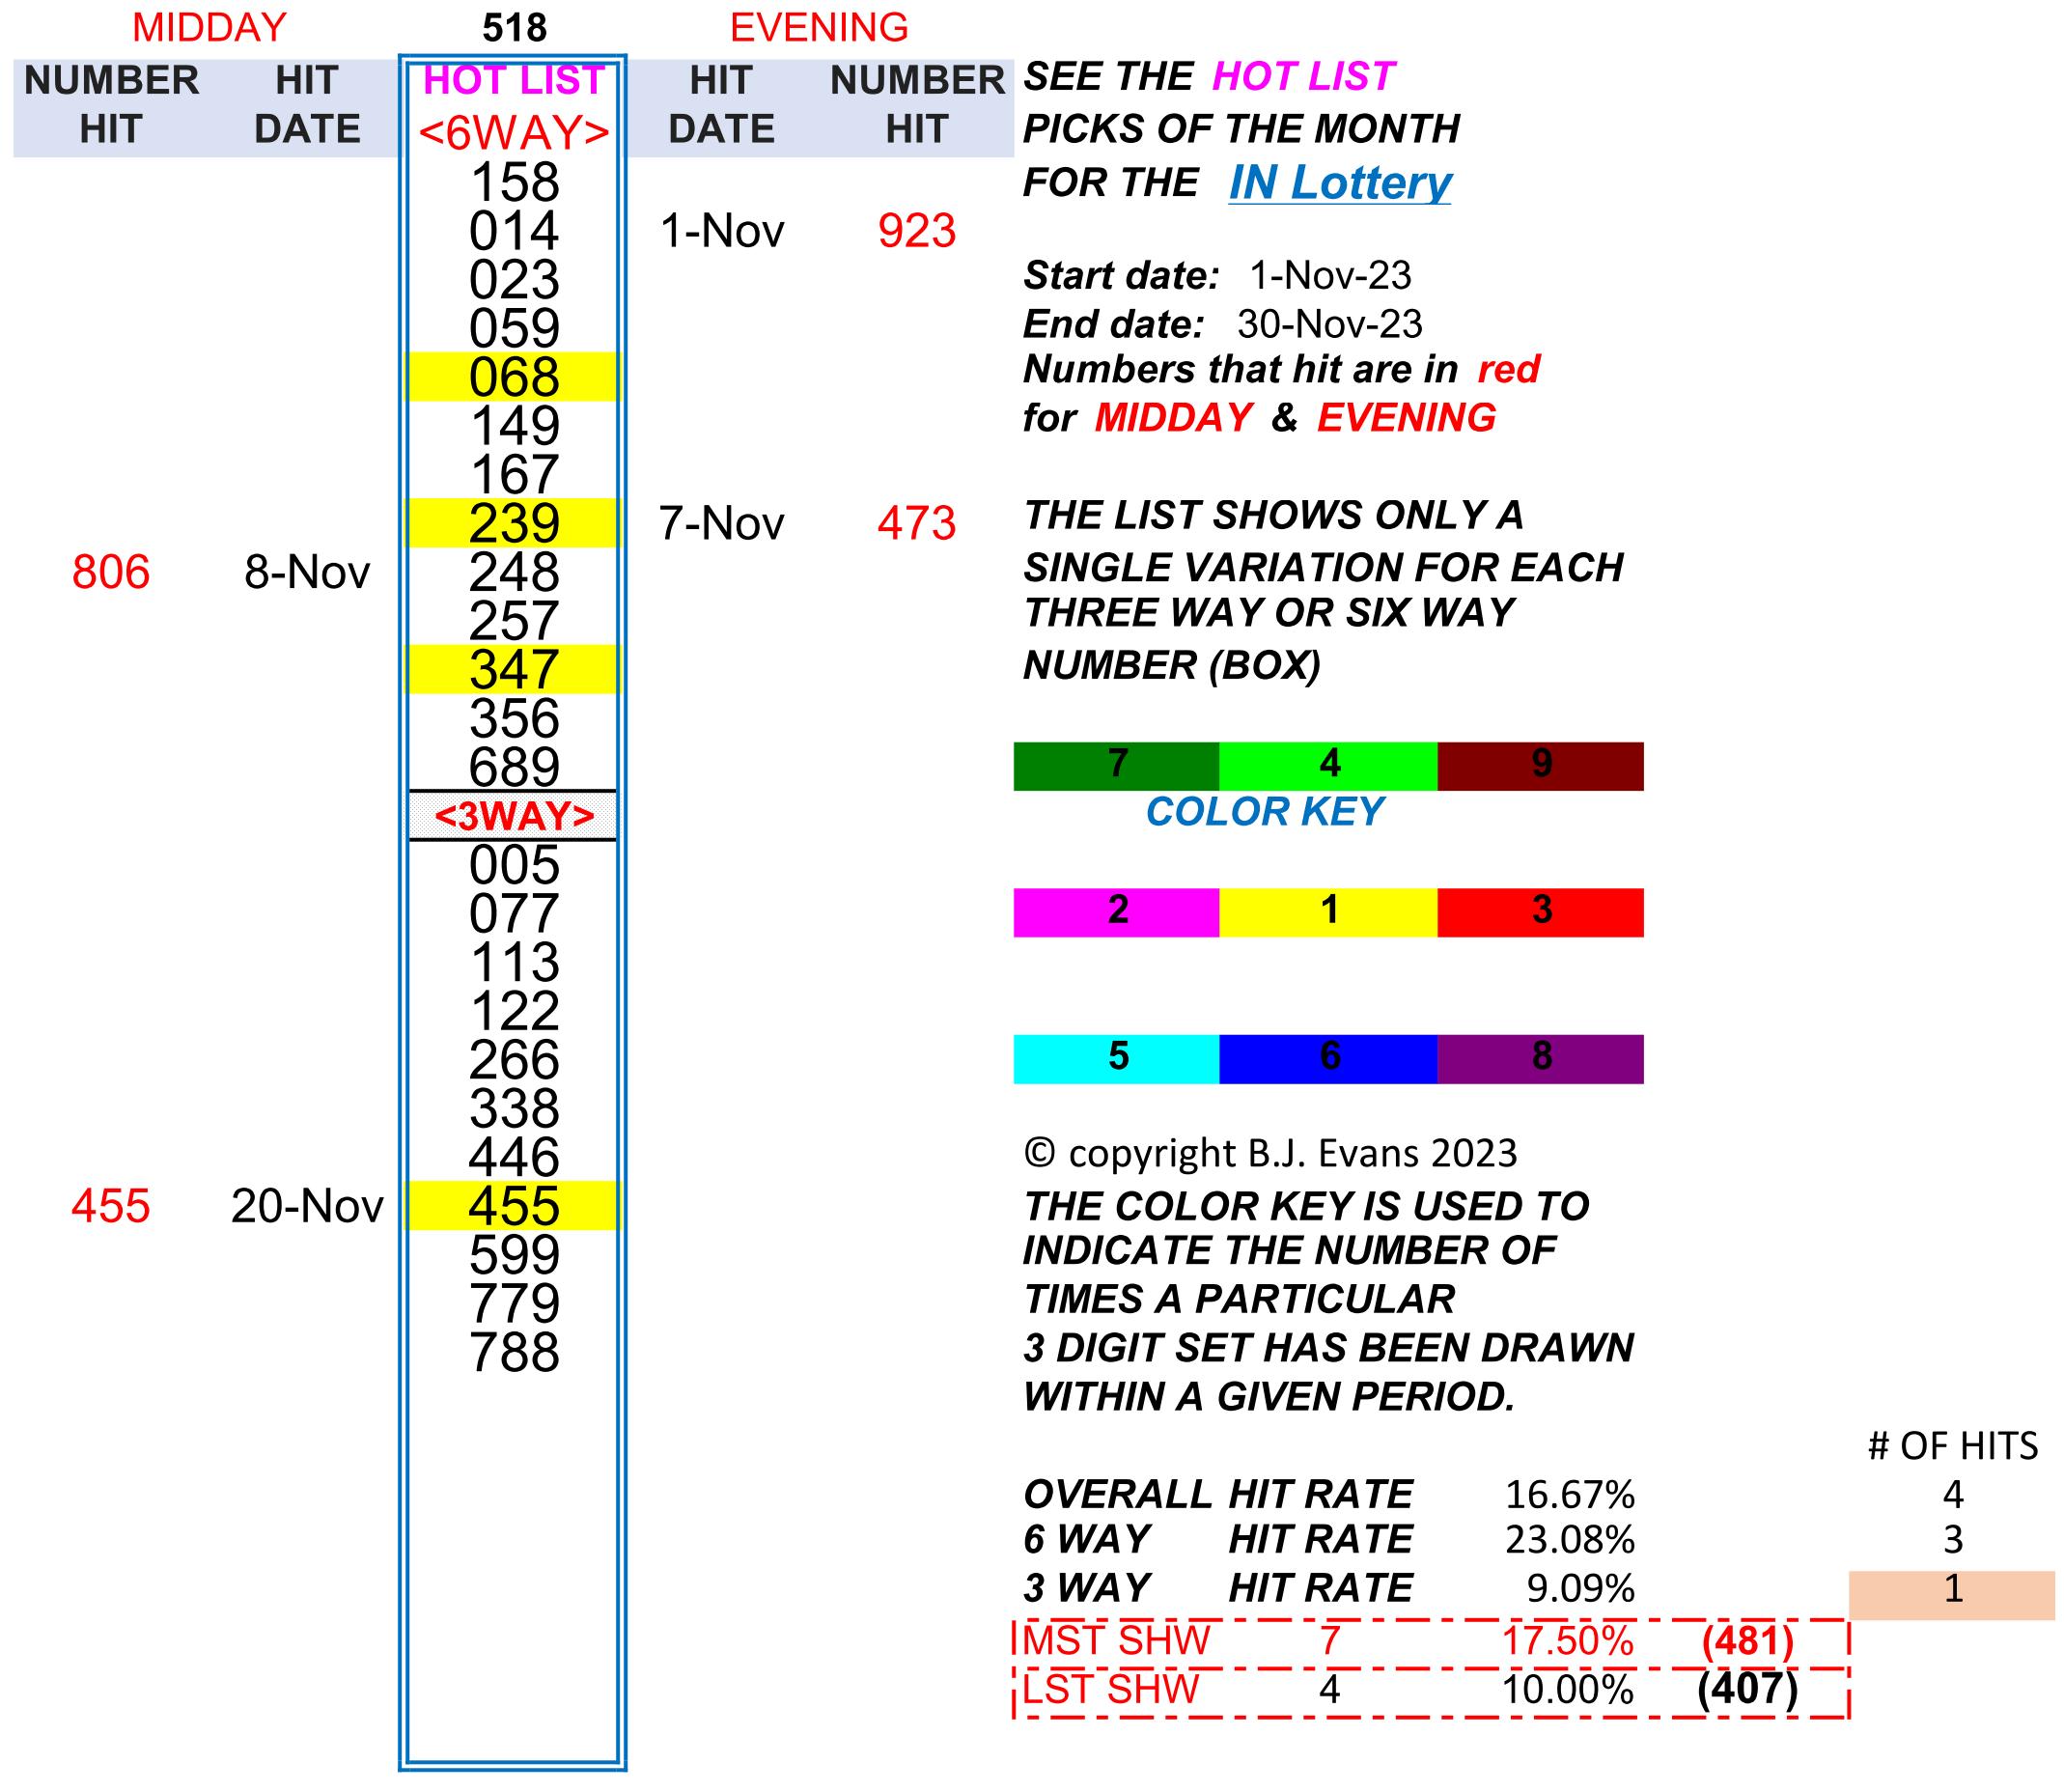 MIDDAY 518 EVENING
NUMBER HIT HOT LIST HIT NUMBER SEE THE HOT LIST
HIT DATE <6WAY> DATE HIT PICKS OF THE MONTH
158 FOR THE IN Lottery
014 1-Nov 923
023 Start date: 1-Nov-23
059 End date: 30-Nov-23
068 Numbers that hit are in red
149 for MIDDAY & EVENING
167
239 7-Nov 473 THE LIST SHOWS ONLY A
806 8-Nov 248 SINGLE VARIATION FOR EACH
257 THREE WAY OR SIX WAY
347 NUMBER (BOX)
356
689 7 4 9
<3WAY> COLOR KEY
005
077 2 1 3
113
122
266 5 6 8
338
446 © copyright B.J. Evans 2023
455 20-Nov 455 THE COLOR KEY IS USED TO
599 INDICATE THE NUMBER OF
779 TIMES A PARTICULAR
788 3 DIGIT SET HAS BEEN DRAWN
WITHIN A GIVEN PERIOD.
# OF HITS
OVERALL HIT RATE 16.67% 4
6 WAY HIT RATE 23.08% 3
3 WAY HIT RATE 9.09% 1
MST SHW 7 17.50% (481)
LST SHW 4 10.00% (407)